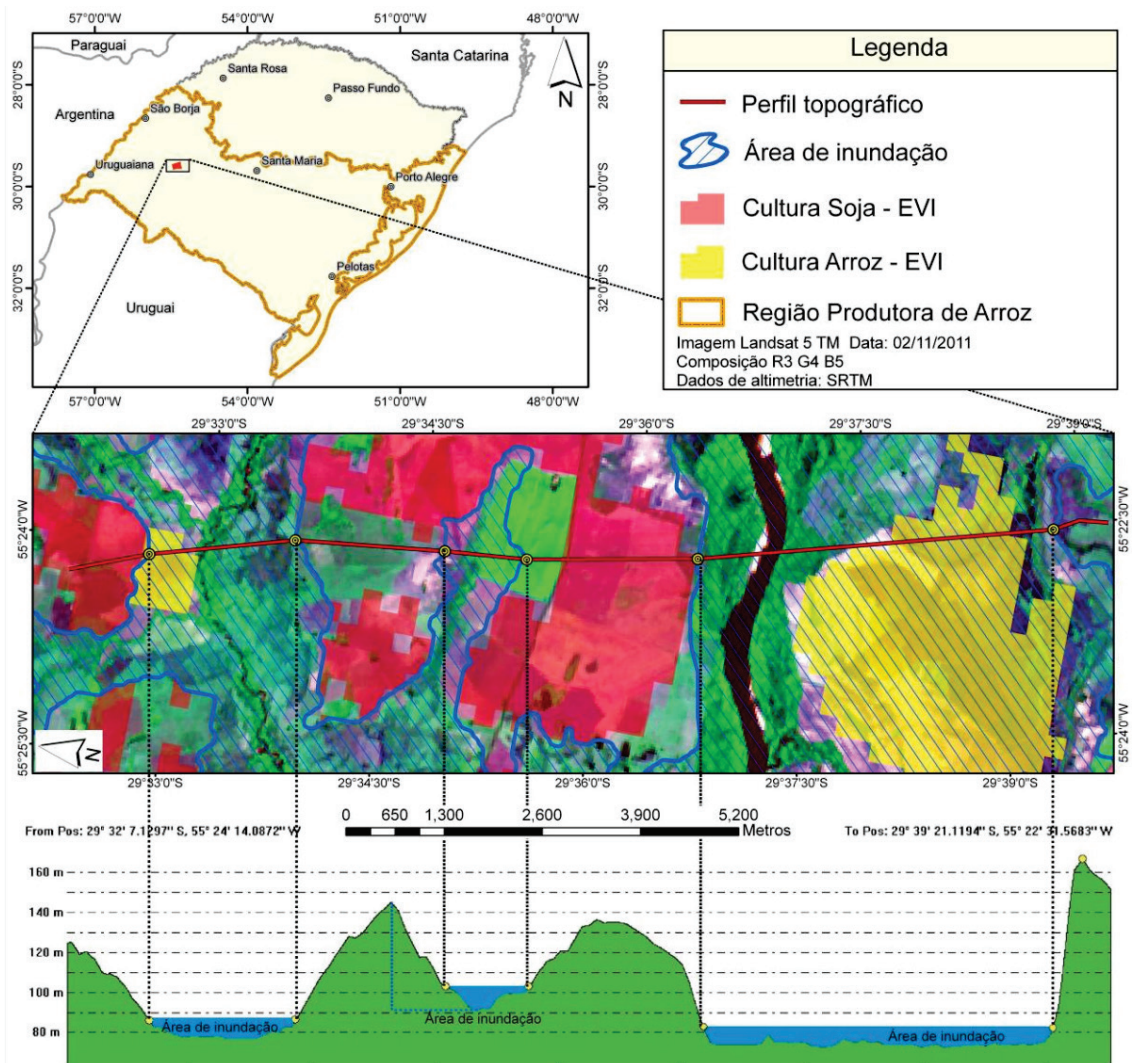 57°0'0"W
54°0'0"W
51°0'0"W
48°0'0"W
Paraguai
Santa Catarina
Santa Rosa
Passo Fundo
Argentina
São Borja
Uruguaiana
Santa Maria
Porto Alegre
Pelotas
Uruguai
N
28°0'0"S
30°0'0"S
32°0'0"S
28°0'0"S
30°0'0"S
32°0'0"S
57°0'0"W
54°0'0"W
51°0'0"W
48°0'0"W
Legenda
Perfil topográfico
Área de inundação
Cultura Soja - EVI
Cultura Arroz - EVI
Região Produtora de Arroz
Imagem Landsat 5 TM Data: 02/11/2011
Composição R3 G4 B5
Dados de altimetria: SRTM
29°33'0"S
29°34'30"S
29°36'0"S
29°37'30"S
29°39'0"S
55°24'0"W
55°25'30"W
55°22'30"W
55°24'0"W
N
29°33'0"S
29°34'30"S
29°36'0"S
29°37'30"S
29°39'0"S
From Pos: 29° 32' 7.1297" S, 55° 24' 14.0872" W
0 650 1,300 2,600 3,900 5,200
Metros
To Pos: 29° 39' 21.1194" S, 55° 22' 31.5683" W
160 m
140 m
120 m
100 m
80 m
Área de inundação
Área de inundação
Área de inundação